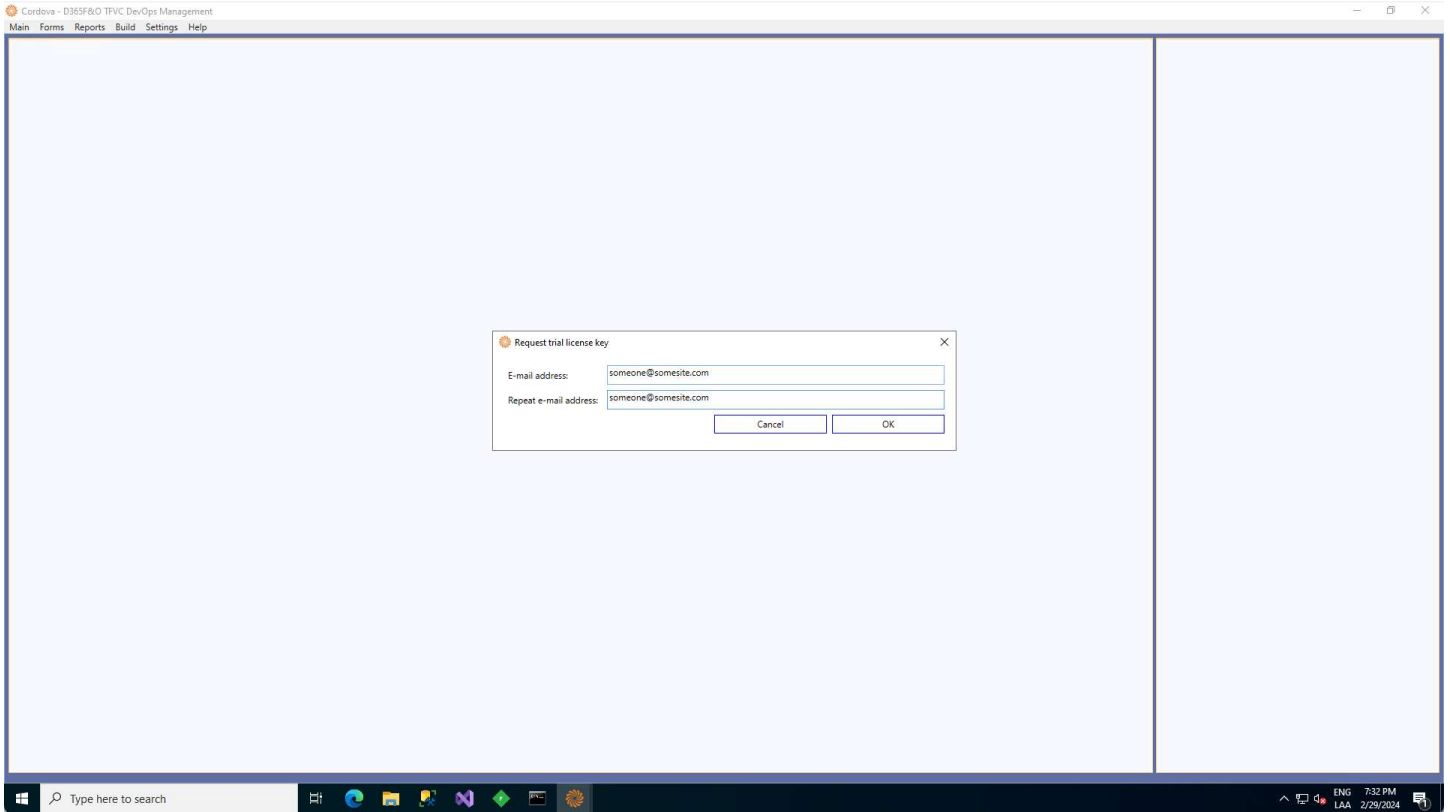 Cordova - D365F&O TFVC DevOps Management
Main Forms Reports Build Settings Help
Request trial license key
E-mail address: someone@somesite.com
Repeat e-mail address: someone@somesite.com
Cancel OK
Type here to search
ENG 7:32 PM
LAA 2/29/2024
1